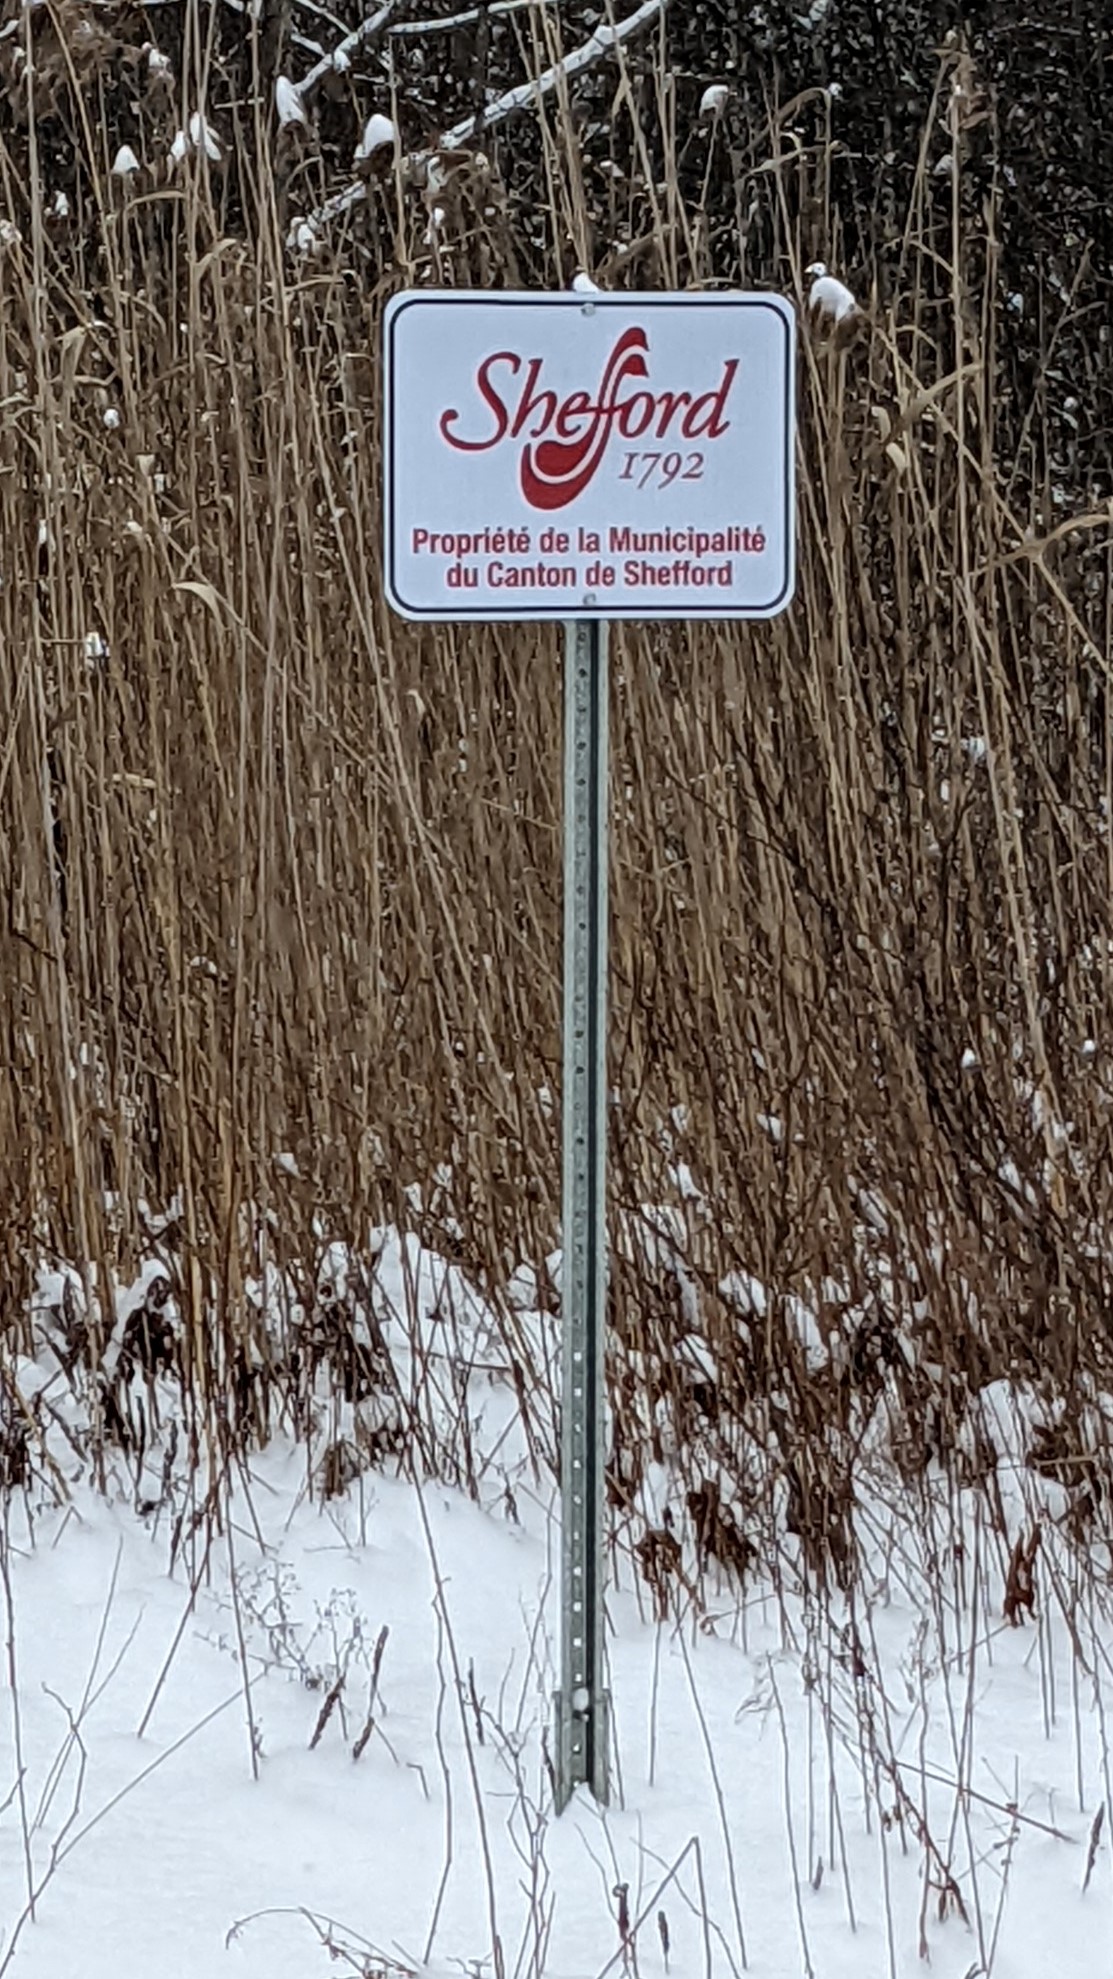 Shefford
1792
Propriété de la Municipalité
du Canton de Shefford